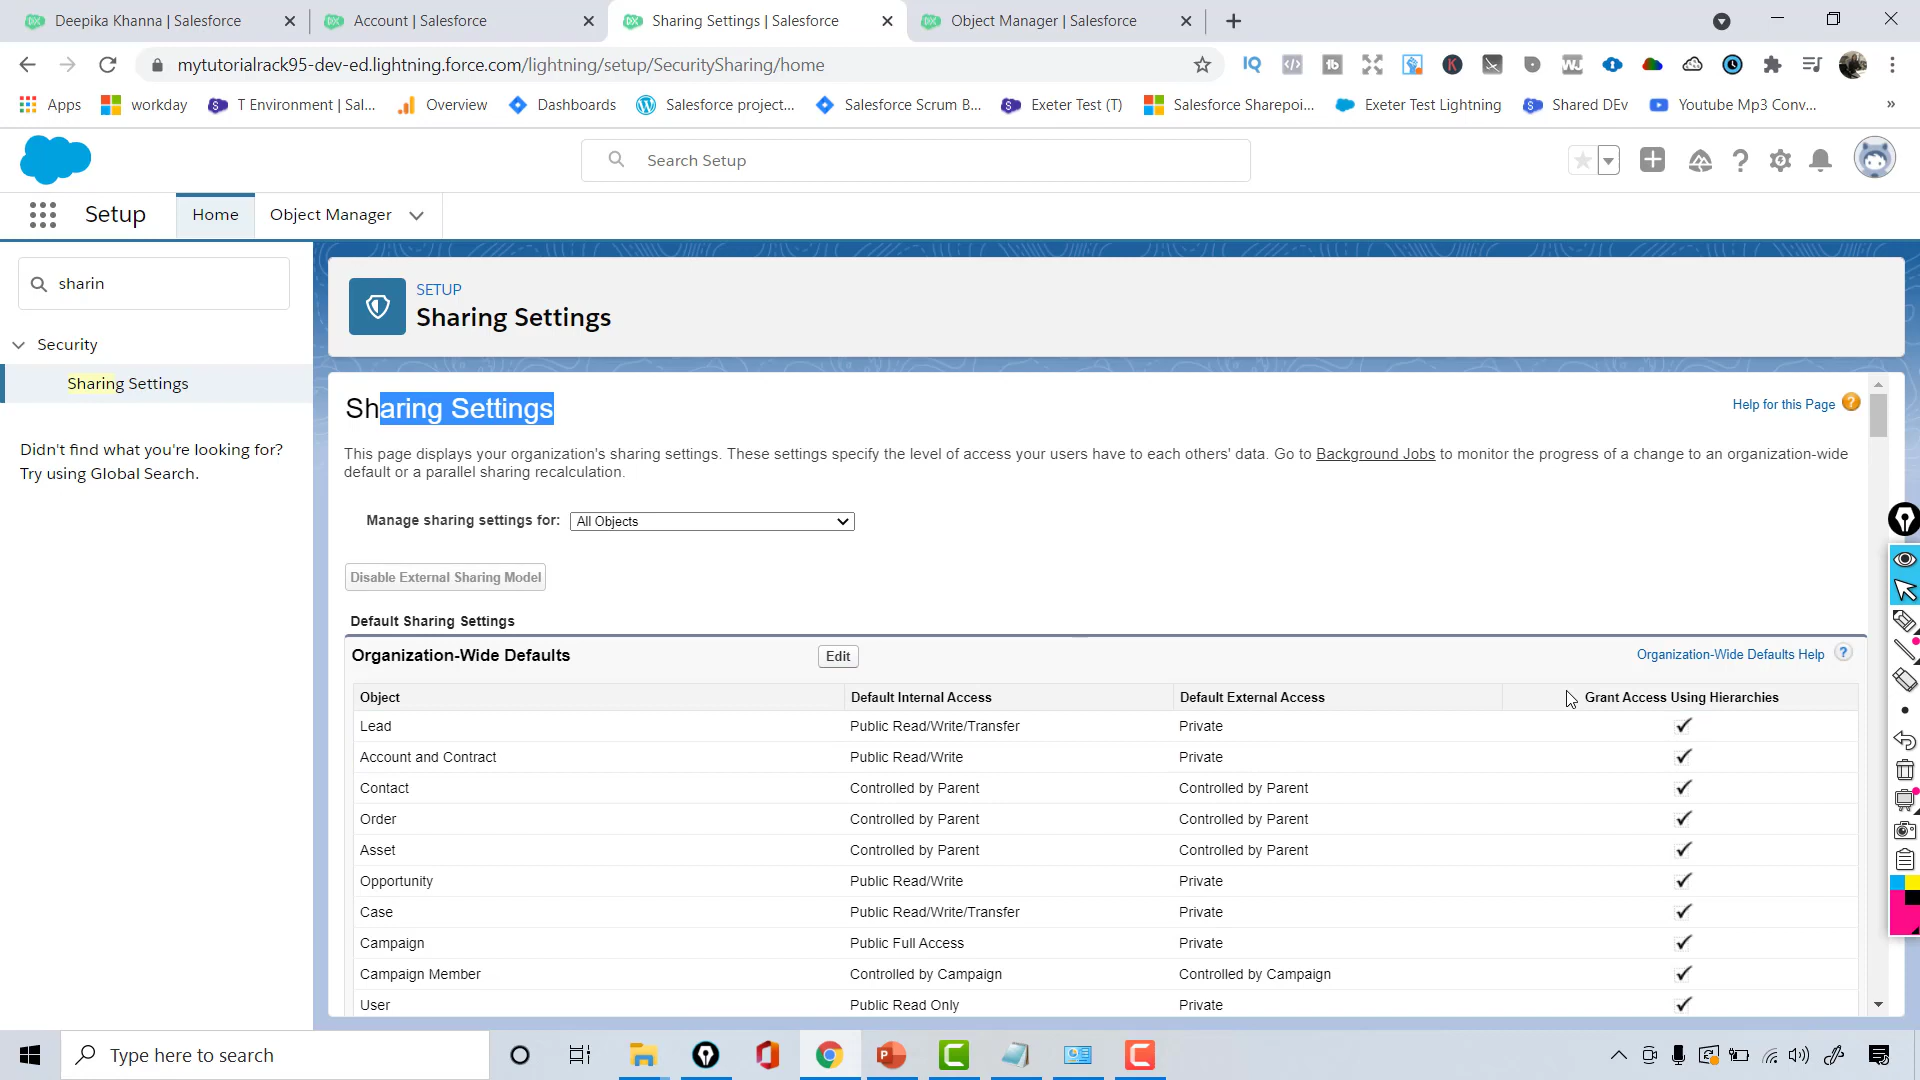 Deepika Khanna | Salesforce
Account | Salesforce
Sharing Settings | Salesforce
Object Manager | Salesforce
mytutorialrack95-dev-ed.lightning.force.com/lightning/setup/SecuritySharing/home
Apps workday T Environment | Sal... Overview Dashboards Salesforce project... Salesforce Scrum B... Exeter Test (T) Salesforce Sharepoi... Exeter Test Lightning Shared DEv Youtube Mp3 Conv... »
Search Setup
Setup Home Object Manager
sharin
Security
Sharing Settings
Didn't find what you're looking for?
Try using Global Search.
SETUP
Sharing Settings
Sharing Settings
Help for this Page
This page displays your organization's sharing settings. These settings specify the level of access your users have to each others' data. Go to Background Jobs to monitor the progress of a change to an organization-wide
default or a parallel sharing recalculation.
Manage sharing settings for: All Objects
Disable External Sharing Model
Default Sharing Settings
Organization-Wide Defaults Edit Organization-Wide Defaults Help ?
Object Default Internal Access Default External Access Grant Access Using Hierarchies
Lead Public Read/Write/Transfer Private
Account and Contract Public Read/Write Private
Contact Controlled by Parent Controlled by Parent
Order Controlled by Parent Controlled by Parent
Asset Controlled by Parent Controlled by Parent
Opportunity Public Read/Write Private
Case Public Read/Write/Transfer Private
Campaign Public Full Access Private
Campaign Member Controlled by Campaign Controlled by Campaign
User Public Read Only Private
Type here to search